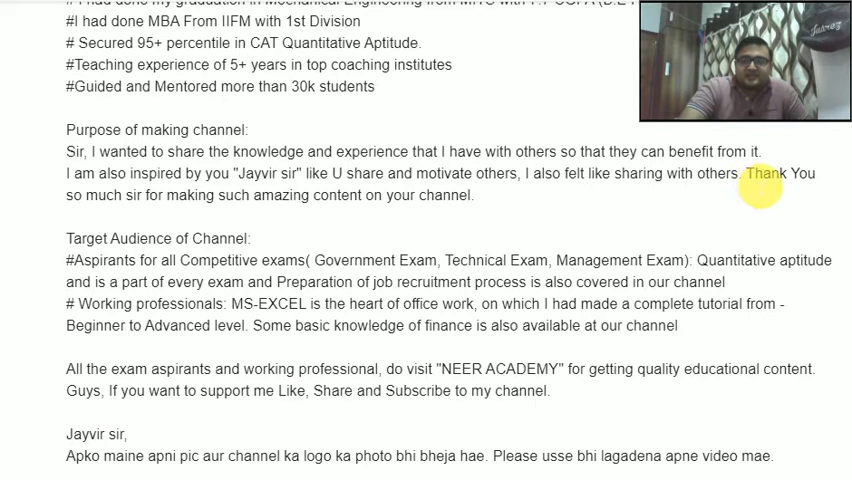 #I had done MBA From IIFM with 1st Division
# Secured 95+ percentile in CAT Quantitative Aptitude.
#Teaching experience of 5+ years in top coaching institutes
#Guided and Mentored more than 30k students
Purpose of making channel:
Sir, I wanted to share the knowledge and experience that I have with others so that they can benefit from it.
I am also inspired by you "Jayvir sir" like U share and motivate others, I also felt like sharing with others. Thank You
so much sir for making such amazing content on your channel.
Target Audience of Channel:
#Aspirants for all Competitive exams( Government Exam, Technical Exam, Management Exam): Quantitative aptitude
and is a part of every exam and Preparation of job recruitment process is also covered in our channel
# Working professionals: MS-EXCEL is the heart of office work, on which I had made a complete tutorial from -
Beginner to Advanced level. Some basic knowledge of finance is also available at our channel
All the exam aspirants and working professional, do visit "NEER ACADEMY" for getting quality educational content.
Guys, If you want to support me Like, Share and Subscribe to my channel.
Jayvir sir,
Apko maine apni pic aur channel ka logo ka photo bhi bheja hae. Please usse bhi lagadena apne video mae.